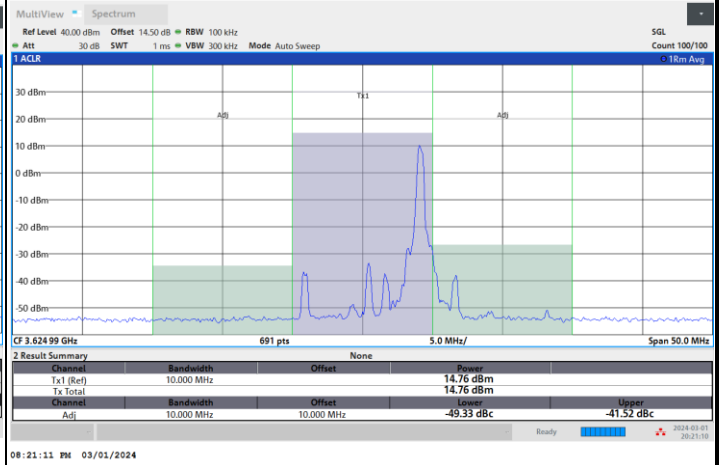 MultiView Spectrum
Ref Level 40.00 dBm Offset 14.50 dB RBW 100 kHz SGL
Att 30 dB SWT 1 ms VBW 300 kHz Mode Auto Sweep Count 100/100
1 ACLR 1Rm Avg
30 dBm
Tx1
20 dBm Adj Adj
10 dBm
0 dBm
-10 dBm
-20 dBm
-30 dBm
-40 dBm
-50 dBm
CF 3.62499 GHz 691 pts 5.0 MHz/ Span 50.0 MHz
2 Result Summary None
Channel Bandwidth Offset Power
Tx1 (Ref) 10.000 MHz 14.76 dBm
Tx Total 14.76 dBm
Channel Bandwidth Offset Lower Upper
Adj 10.000 MHz 10.000 MHz -49.33 dBc -41.52 dBc
Ready 2024-03-01
20:21:10
08:21:11 PM 03/01/2024